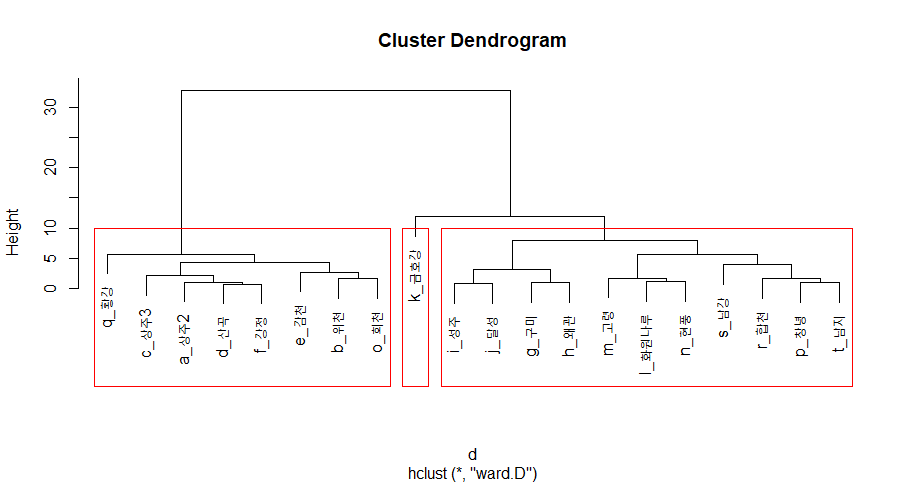 Cluster Dendrogram
Height
30
20
10
5
0
q_황강
c_상주3
a_상주2
d_산곡
f_강정
e_감천
b_위천
o_회천
k_금호강
i_성주
j_달성
g_구미
h_왜관
m_고령
l_화원나루
n_현풍
s_남강
r_합천
p_창녕
t_남지
d
hclust (*, "ward.D")